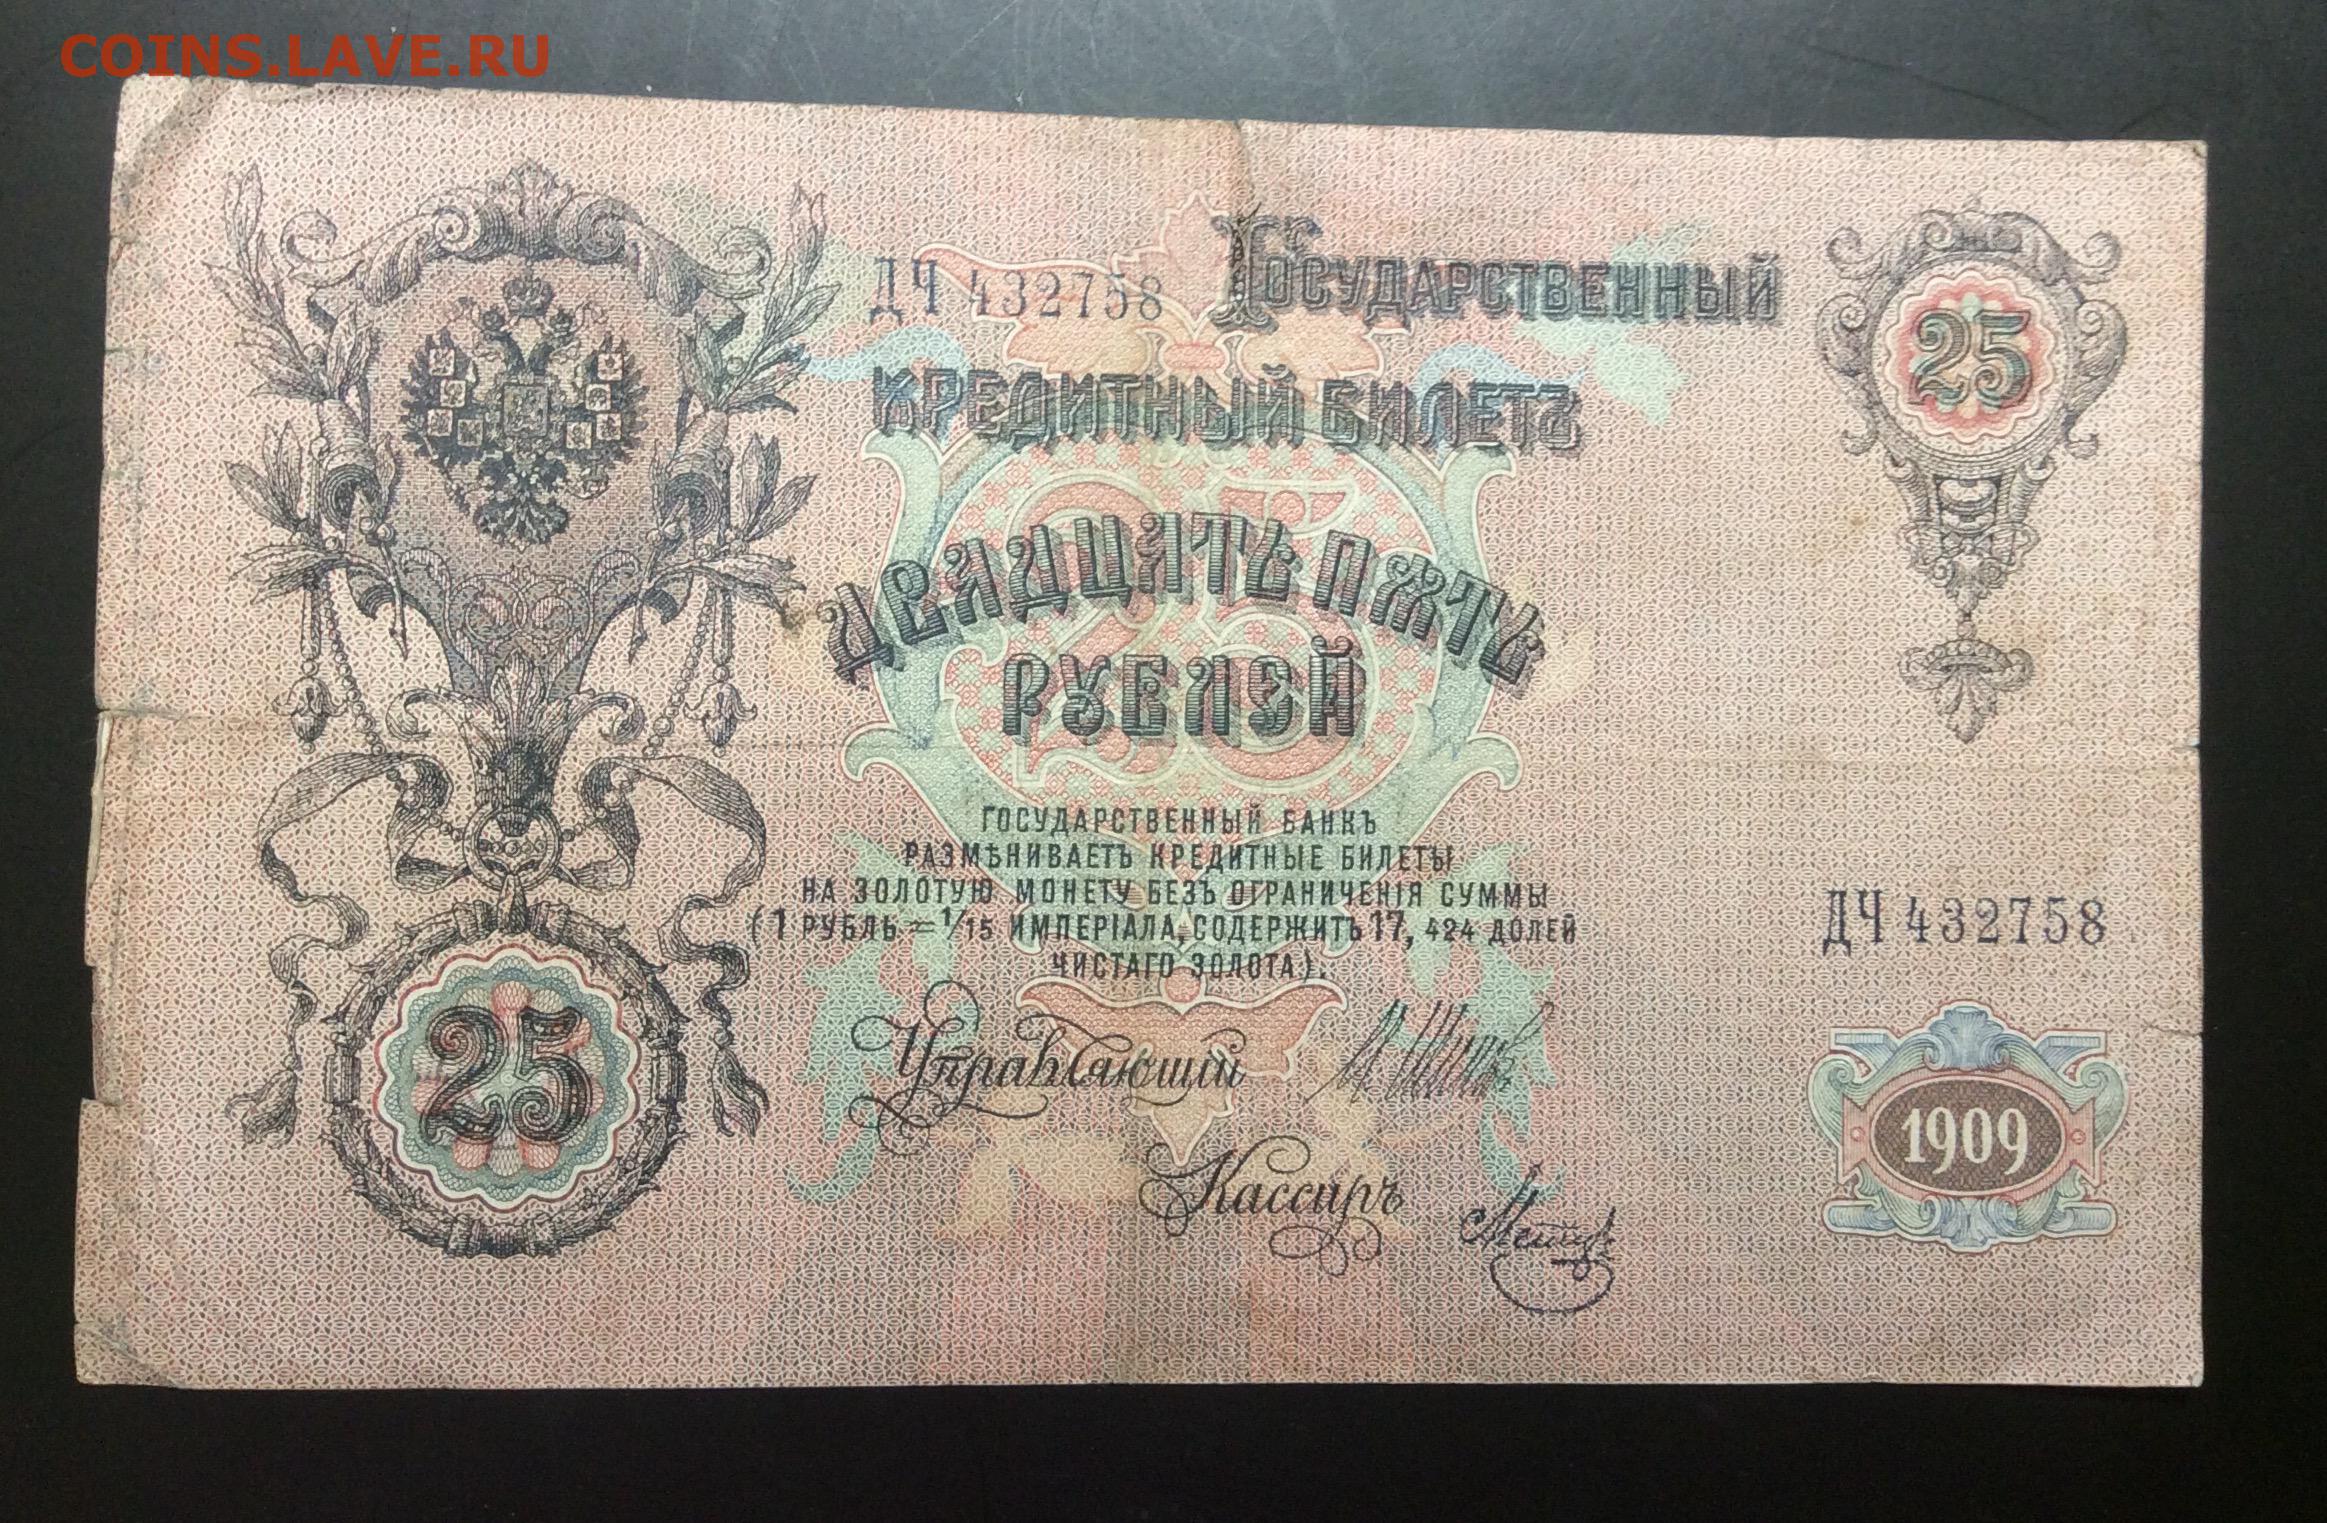 COINS.LAVE.RU
ДЧ 432758 ГОСУДАРСТВЕННЫЙ
25
КРЕДИТНЫЙ БИЛЕТЪ
25
ДВАДЦАТЬ ПЯТЬ
РУБЛЕЙ
ГОСУДАРСТВЕННЫЙ БАНКЪ
РАЗМѢНИВАЕТЪ КРЕДИТНЫЕ БИЛЕТЫ
НА ЗОЛОТУЮ МОНЕТУ БЕЗЪ ОГРАНИЧЕНІЯ СУММЫ
(1 РУБЛЬ = 1/15 ИМПЕРІАЛА, СОДЕРЖИТЪ 17, 424 ДОЛЕЙ
ЧИСТАГО ЗОЛОТА).
ДЧ 432758
25
Управляющій
Кассиръ
1909